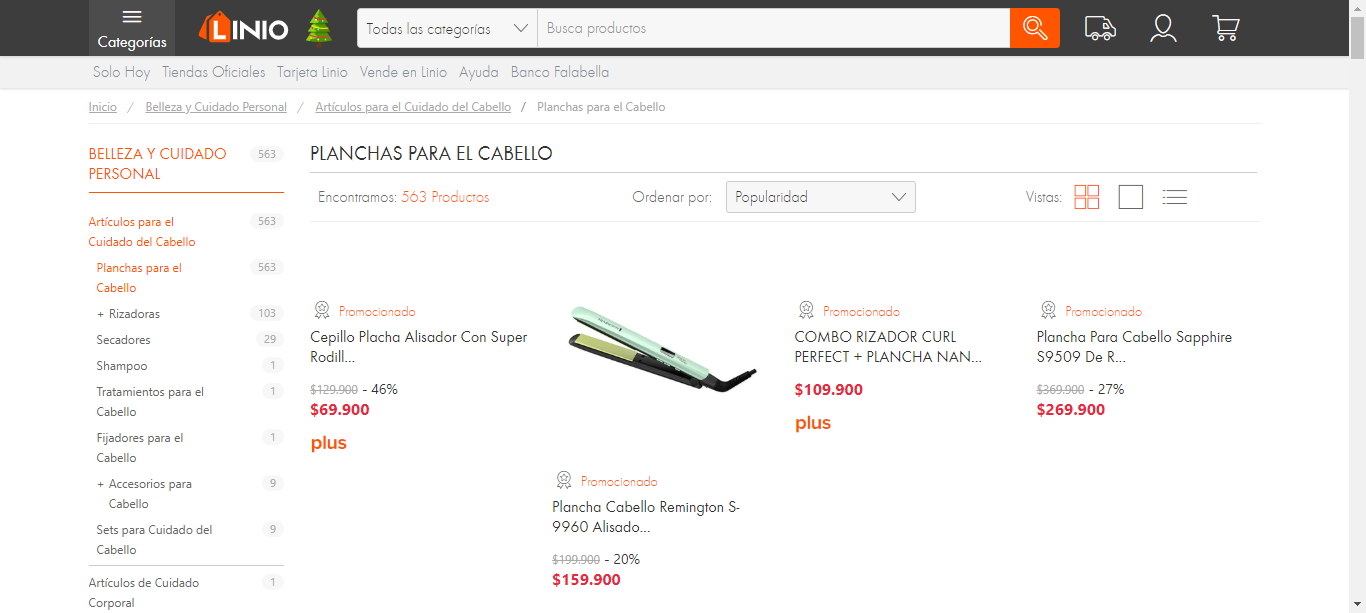 Categorías
LINIO
Todas las categorías
Busca productos
Solo Hoy
Tiendas Oficiales
Tarjeta Linio
Vende en Linio
Ayuda
Banco Falabella
Inicio / Belleza y Cuidado Personal / Artículos para el Cuidado del Cabello / Planchas para el Cabello
BELLEZA Y CUIDADO 563
PERSONAL
Artículos para el 563
Cuidado del Cabello
Planchas para el 563
Cabello
+ Rizadoras 103
Secadores 29
Shampoo 1
Tratamientos para el 1
Cabello
Fijadores para el 1
Cabello
+ Accesorios para 9
Cabello
Sets para Cuidado del 9
Cabello
Artículos de Cuidado 1
Corporal
PLANCHAS PARA EL CABELLO
Encontramos: 563 Productos
Ordenar por: Popularidad
Vistas:
Promocionado
Cepillo Placha Alisador Con Super
Rodill...
$129.900 - 46%
$69.900
plus
Promocionado
Plancha Cabello Remington S-
9960 Alisado...
$199.900 - 20%
$159.900
Promocionado
COMBO RIZADOR CURL
PERFECT + PLANCHA NAN...
$109.900
plus
Promocionado
Plancha Para Cabello Sapphire
S9509 De R...
$369.900 - 27%
$269.900